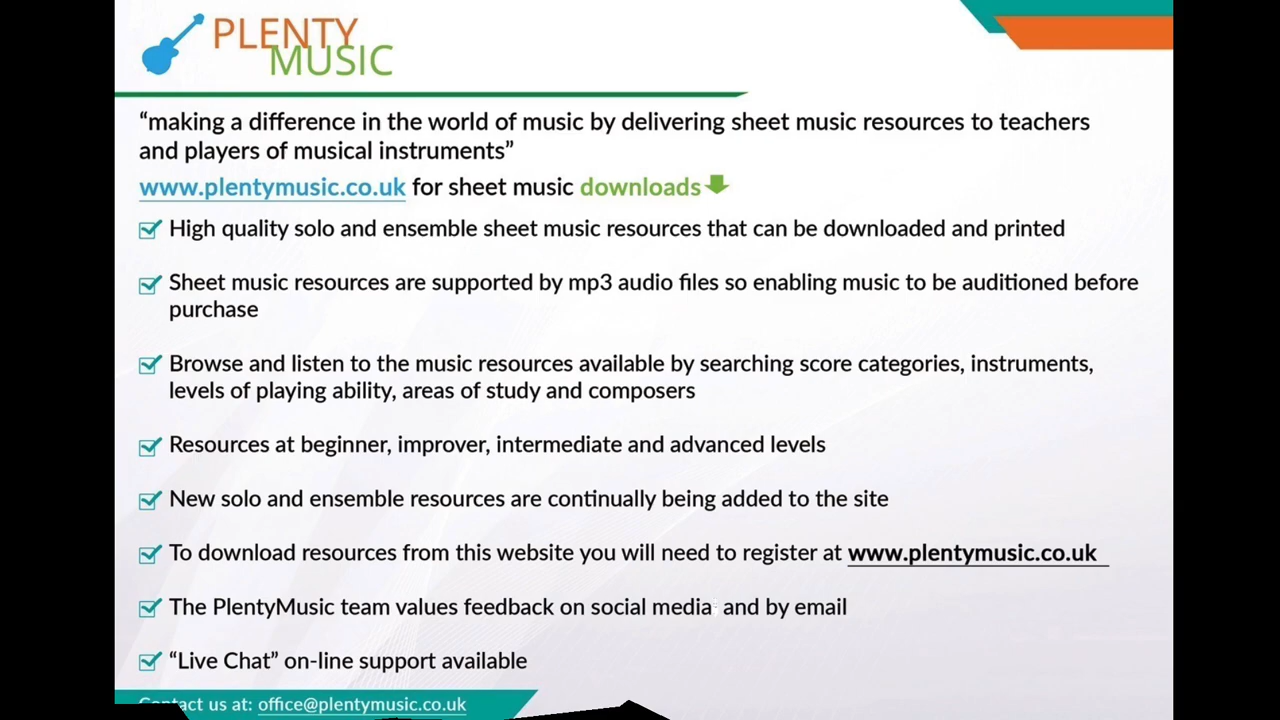 PLENTY
MUSIC
“making a difference in the world of music by delivering sheet music resources to teachers
and players of musical instruments”
www.plentymusic.co.uk for sheet music downloads
High quality solo and ensemble sheet music resources that can be downloaded and printed
Sheet music resources are supported by mp3 audio files so enabling music to be auditioned before
purchase
Browse and listen to the music resources available by searching score categories, instruments,
levels of playing ability, areas of study and composers
Resources at beginner, improver, intermediate and advanced levels
New solo and ensemble resources are continually being added to the site
To download resources from this website you will need to register at www.plentymusic.co.uk
The PlentyMusic team values feedback on social media and by email
“Live Chat” on-line support available
Contact us at: office@plentymusic.co.uk